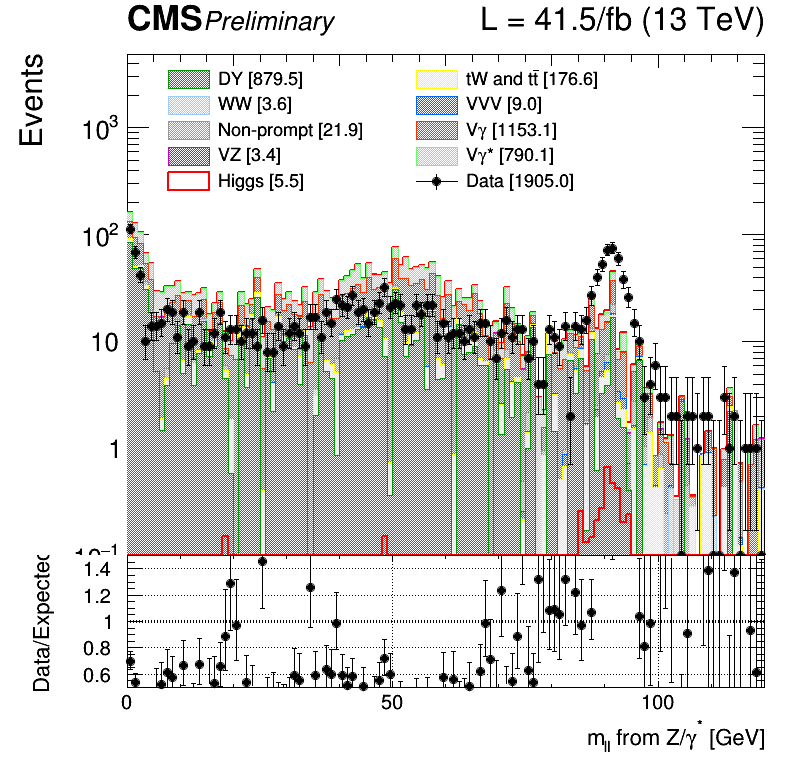 CMS Preliminary L = 41.5/fb (13 TeV)
Events
DY [879.5] tW and tt̄ [176.6]
WW [3.6] VVV [9.0]
Non-prompt [21.9] Vγ [1153.1]
VZ [3.4] Vγ* [790.1]
Higgs [5.5] Data [1905.0]
10³
10²
10
1
10⁻¹
Data/Expected
1.4
1.2
1
0.8
0.6
0 50 100
m_ll from Z/γ* [GeV]